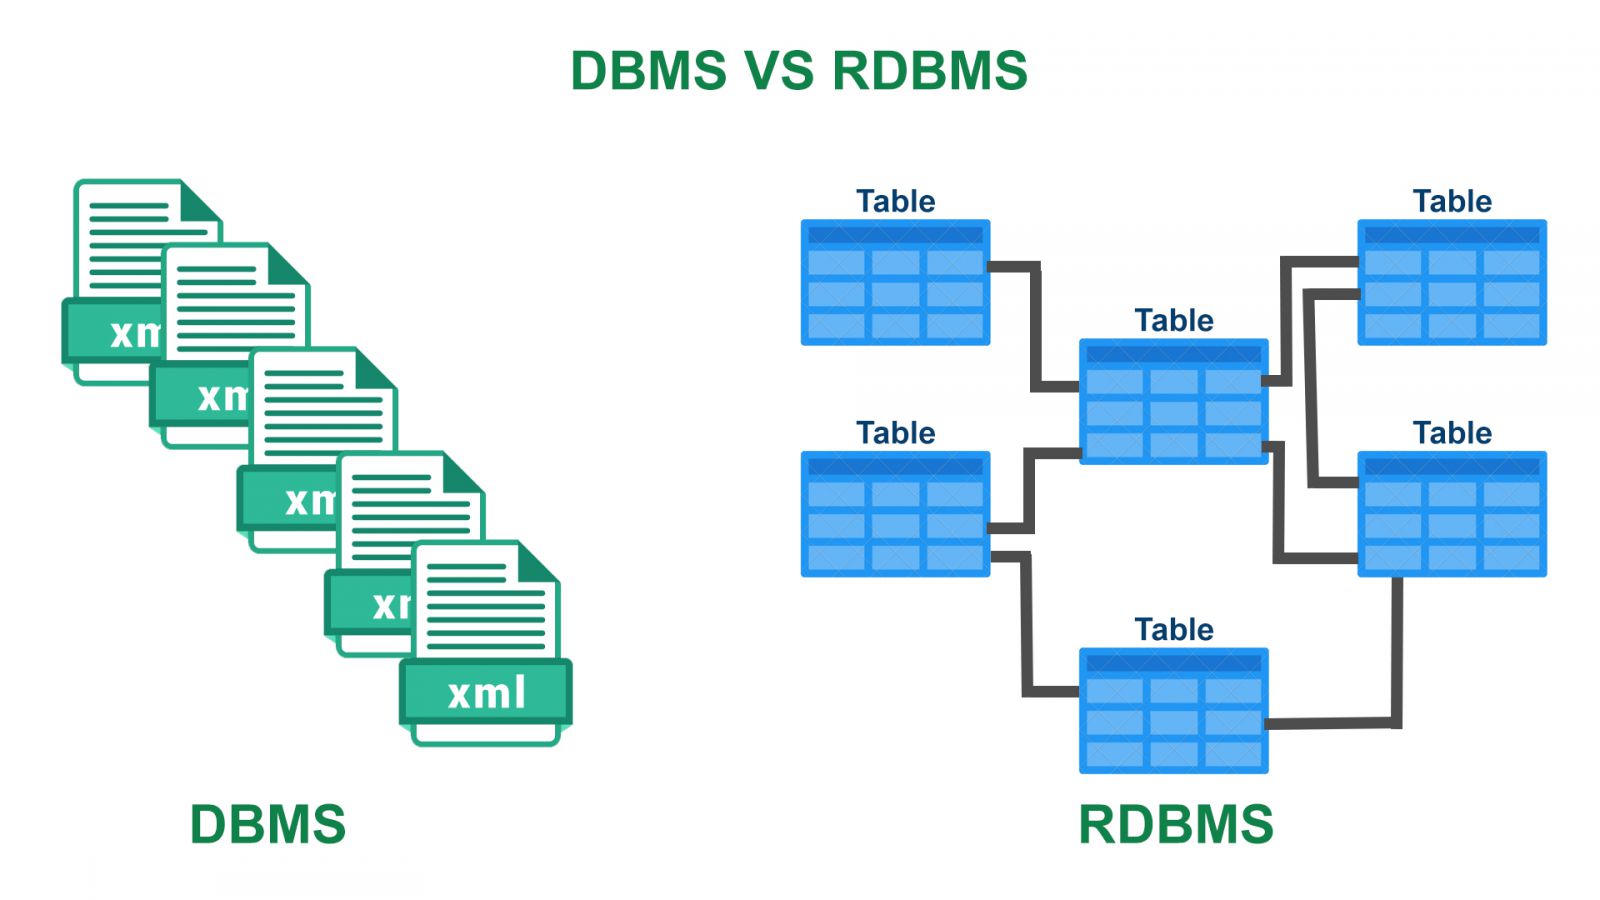 DBMS VS RDBMS
Table
Table
Table
Table
Table
Table
xm
xm
xm
xr
xml
DBMS
RDBMS